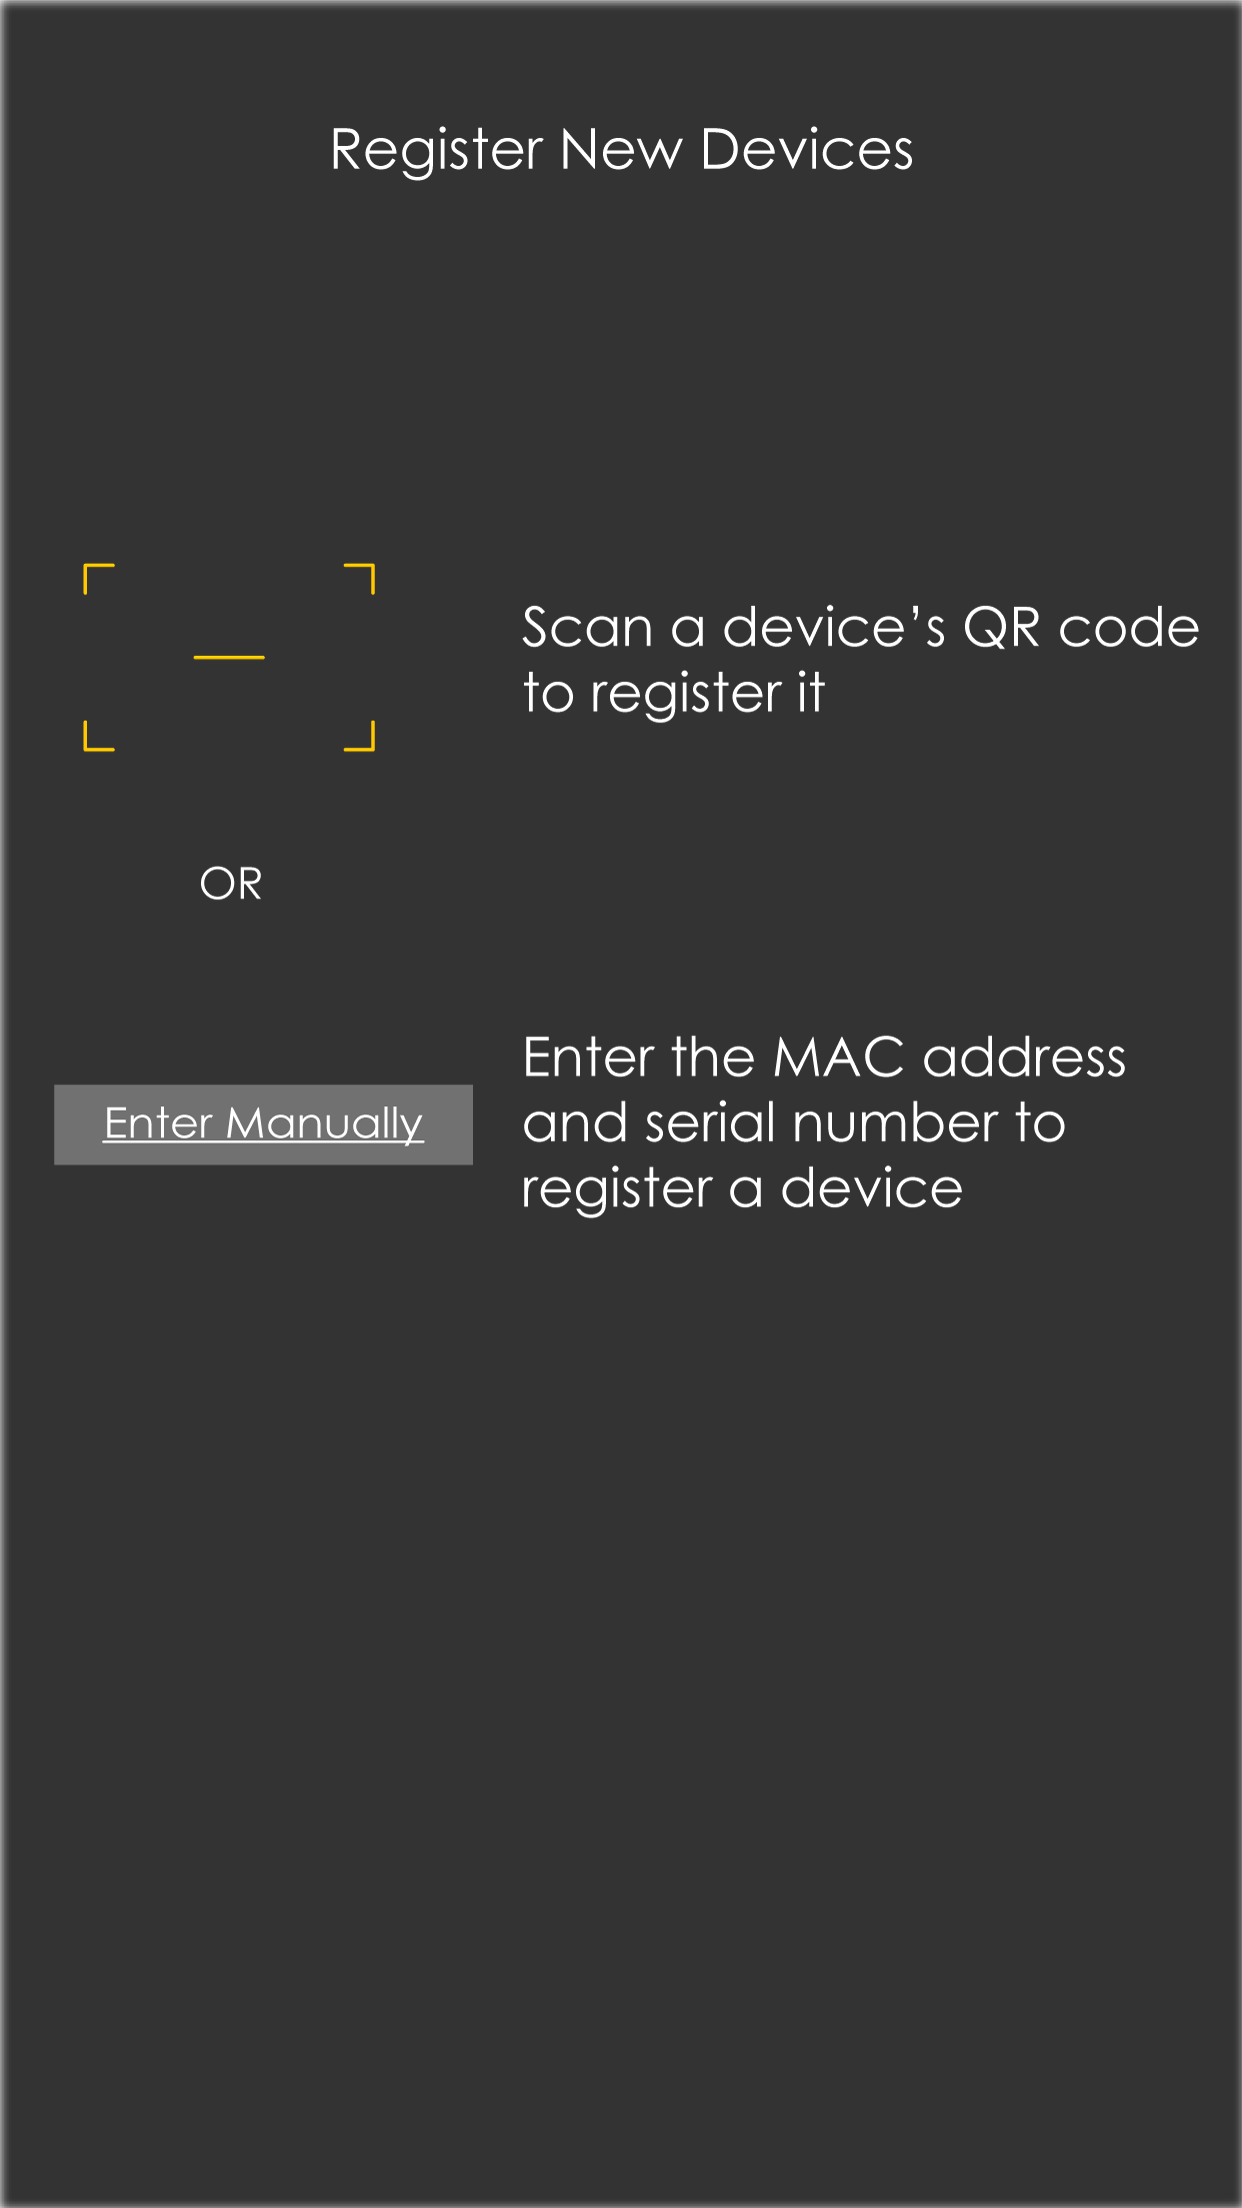 Register New Devices
Scan a device’s QR code
to register it
OR
Enter Manually
Enter the MAC address
and serial number to
register a device